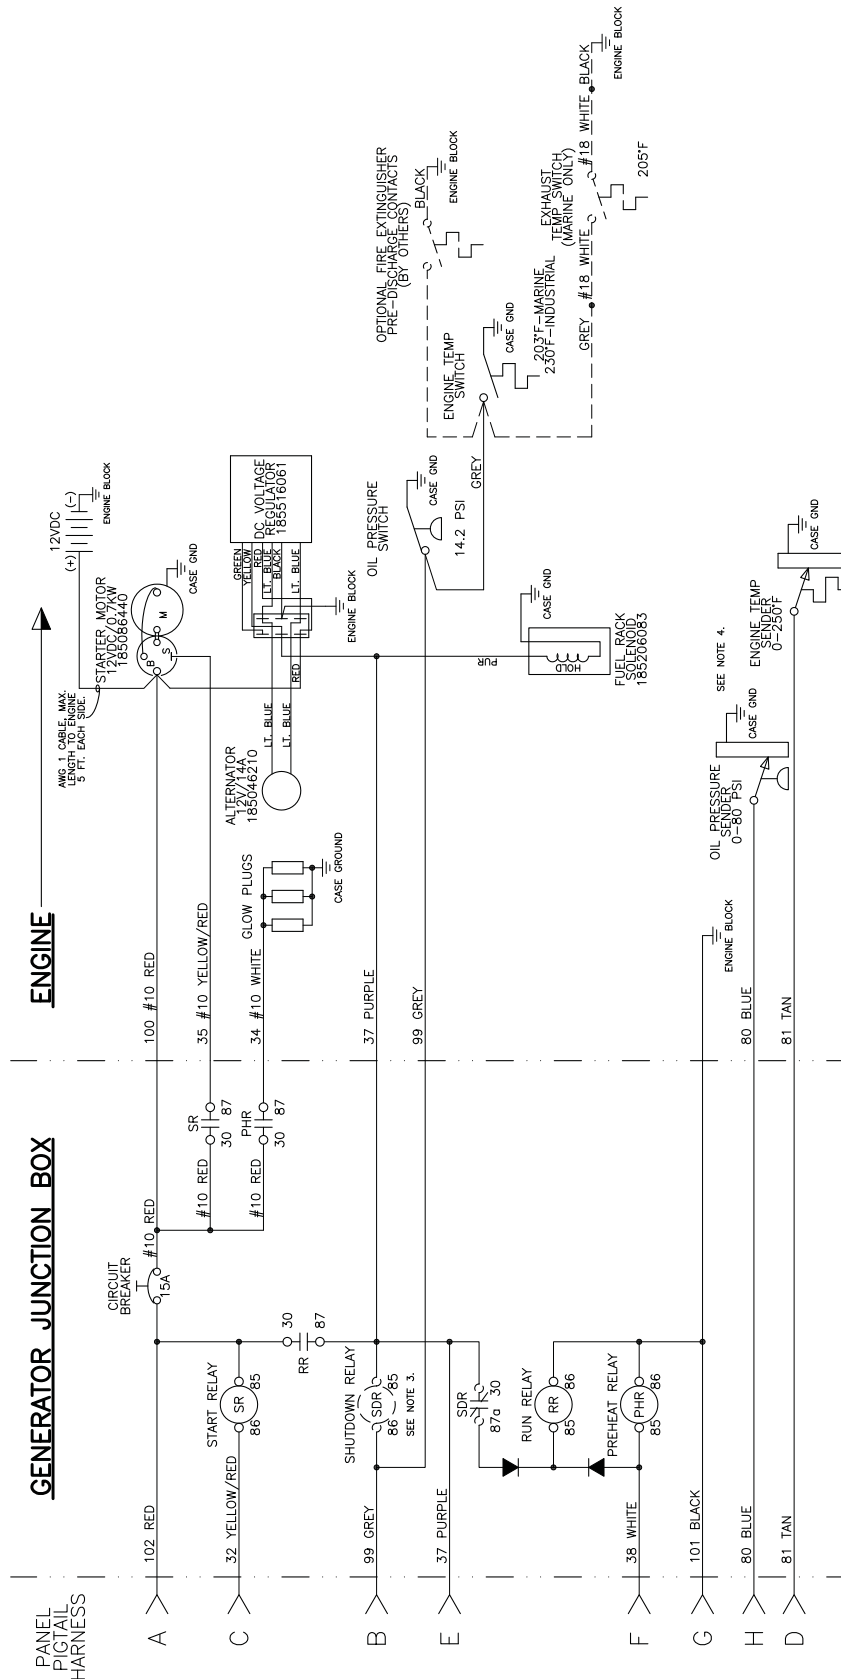 ENGINE
GENERATOR JUNCTION BOX
PANEL
PIGTAIL
HARNESS
A
C
B
E
F
G
H
D
102 RED
32 YELLOW/RED
99 GREY
37 PURPLE
38 WHITE
101 BLACK
80 BLUE
81 TAN
CIRCUIT
BREAKER
15A
#10 RED
START RELAY
SR
86
85
30
87
RR
SHUTDOWN RELAY
SDR
86
85
SEE NOTE 3.
SDR
87a
30
RUN RELAY
RR
85
86
PREHEAT RELAY
PHR
85
86
#10 RED
SR
30
87
#10 RED
PHR
30
87
100 #10 RED
35 #10 YELLOW/RED
34 #10 WHITE
37 PURPLE
99 GREY
80 BLUE
81 TAN
GLOW PLUGS
CASE GROUND
ENGINE BLOCK
AWG 1 CABLE, MAX.
LENGTH TO ENGINE
5 FT. EACH SIDE.
STARTER MOTOR
12VDC/0.7KW
185086440
B
S
M
CASE GND
12VDC
(+)
(-)
ENGINE BLOCK
ALTERNATOR
12V/14A
185046210
LT. BLUE
LT. BLUE
RED
ENGINE BLOCK
GREEN
YELLOW
RED
LT. BLUE
BLACK
LT. BLUE
DC VOLTAGE
REGULATOR
185516061
PUR
HOLD
FUEL RACK
SOLENOID
185206083
CASE GND
OIL PRESSURE
SWITCH
14.2 PSI
CASE GND
GREY
ENGINE TEMP
SWITCH
CASE GND
203°F-MARINE
230°F-INDUSTRIAL
OPTIONAL FIRE EXTINGUISHER
PRE-DISCHARGE CONTACTS
(BY OTHERS)
BLACK
ENGINE BLOCK
GREY
#18 WHITE
EXHAUST
TEMP SWITCH
(MARINE ONLY)
#18 WHITE
BLACK
205°F
ENGINE BLOCK
OIL PRESSURE
SENDER
0-80 PSI
CASE GND
SEE NOTE 4.
ENGINE TEMP
SENDER
0-250°F
CASE GND